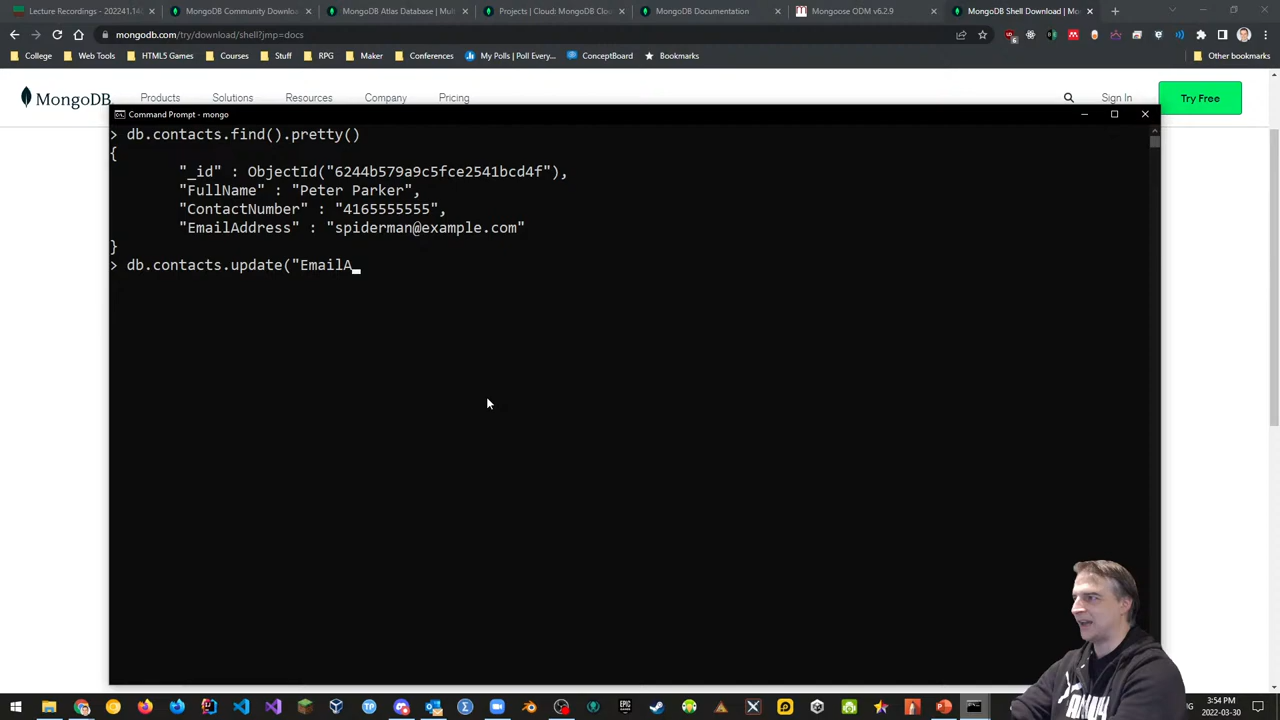 Lecture Recordings - 202241.14
MongoDB Community Downloa
MongoDB Atlas Database | Mul
Projects | Cloud: MongoDB Clo
MongoDB Documentation
Mongoose ODM v6.2.9
MongoDB Shell Download | Mo
mongodb.com/try/download/shell?jmp=docs
College
Web Tools
HTML5 Games
Courses
Stuff
RPG
Maker
Conferences
My Polls | Poll Every...
ConceptBoard
Bookmarks
Other bookmarks
MongoDB.
Products
Solutions
Resources
Company
Pricing
Sign In
Try Free
Command Prompt - mongo
> db.contacts.find().pretty()
{
"_id" : ObjectId("6244b579a9c5fce2541bcd4f"),
"FullName" : "Peter Parker",
"ContactNumber" : "4165555555",
"EmailAddress" : "spiderman@example.com"
}
> db.contacts.update("EmailA_
3:54 PM
2022-03-30